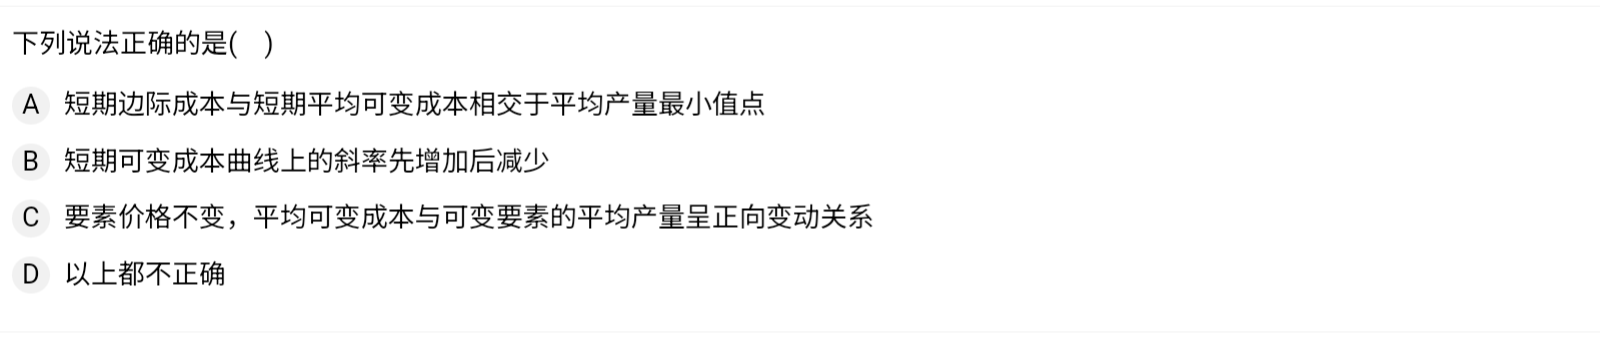 下列说法正确的是(   )
A 短期边际成本与短期平均可变成本相交于平均产量最小值点
B 短期可变成本曲线上的斜率先增加后减少
C 要素价格不变，平均可变成本与可变要素的平均产量呈正向变动关系
D 以上都不正确